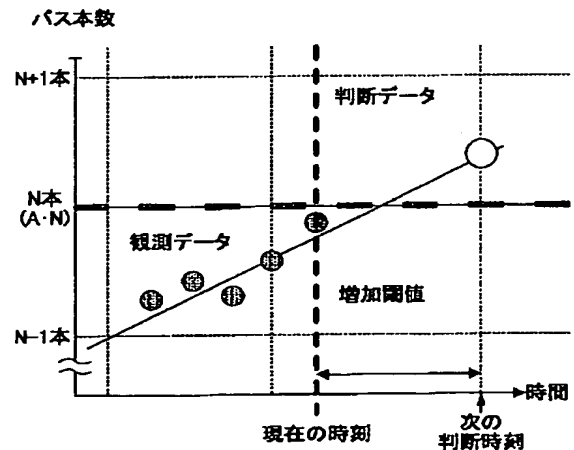 パス本数
N+1本
判断データ
N本
(A·N)
観測データ
増加閾値
N−1本
時間
現在の時刻
次の
判断時刻